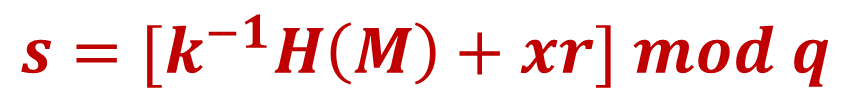 s = [k⁻¹H(M) + xr] mod q